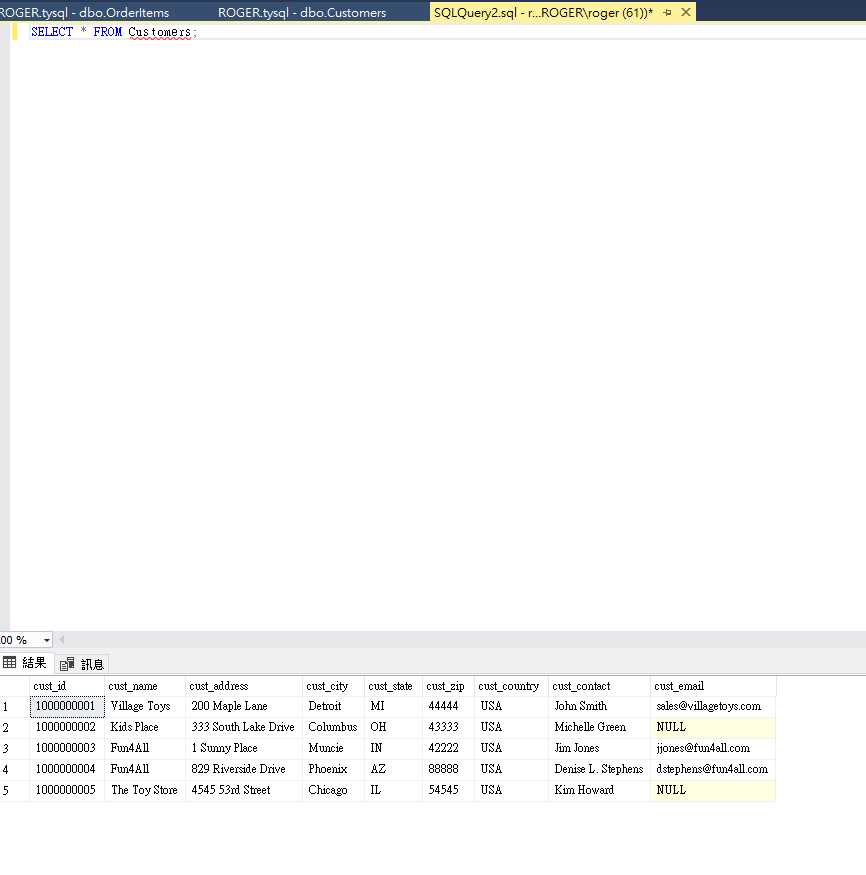 ROGER.tysql - dbo.OrderItems ROGER.tysql - dbo.Customers SQLQuery2.sql - r...ROGER\roger (61))*
SELECT * FROM Customers;
00 %
結果 訊息
cust_id cust_name cust_address cust_city cust_state cust_zip cust_country cust_contact cust_email
1 1000000001 Village Toys 200 Maple Lane Detroit MI 44444 USA John Smith sales@villagetoys.com
2 1000000002 Kids Place 333 South Lake Drive Columbus OH 43333 USA Michelle Green NULL
3 1000000003 Fun4All 1 Sunny Place Muncie IN 42222 USA Jim Jones jjones@fun4all.com
4 1000000004 Fun4All 829 Riverside Drive Phoenix AZ 88888 USA Denise L. Stephens dstephens@fun4all.com
5 1000000005 The Toy Store 4545 53rd Street Chicago IL 54545 USA Kim Howard NULL